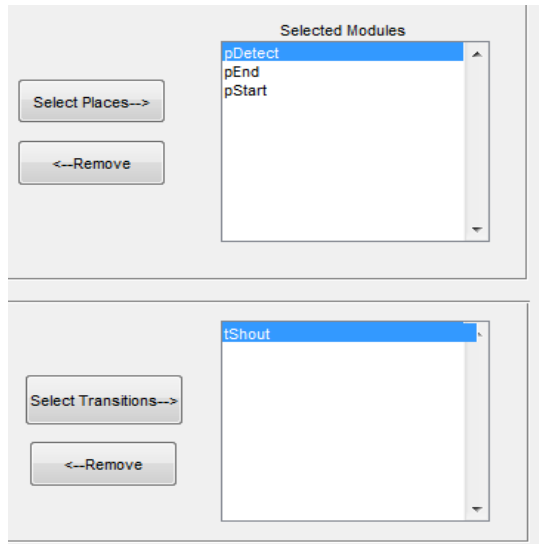 Selected Modules
pDetect
pEnd
pStart
Select Places-->
<--Remove
tShout
Select Transitions-->
<--Remove